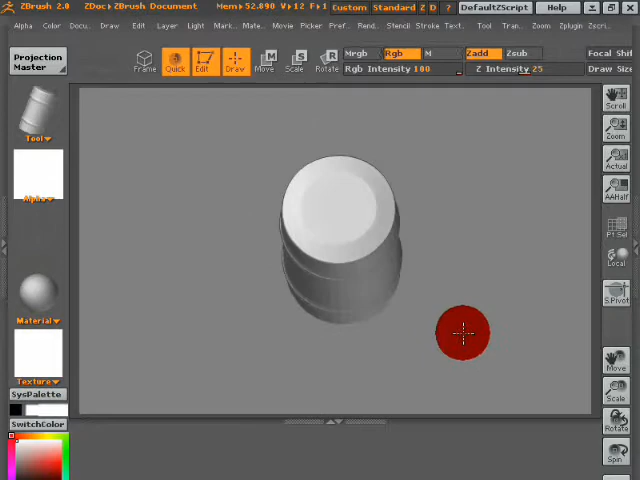 ZBrush 2.0 ZDoc▸ZBrush Document Mem▸52.890 V▸12 F▸1 Custom Standard Z D ? DefaultZScript Help
Alpha Color Docu. Draw Edit Layer Light Mark. Mate Movie Picker Pref. Rend. Stencil Stroke Text. Tool Tran. Zoom Zplugin Zscri.
Projection
Master
Frame Quick Edit Draw Move Scale Rotate
Mrgb Rgb M Zadd Zsub Focal Shif
Rgb Intensity 100 Z Intensity 25 Draw Size
Tool
Alpha
Material
Texture
SysPalette
SwitchColor
Scroll
Zoom
Actual
AAHalf
Pt Sel
Local
S.Pivot
Move
Scale
Rotate
Spin